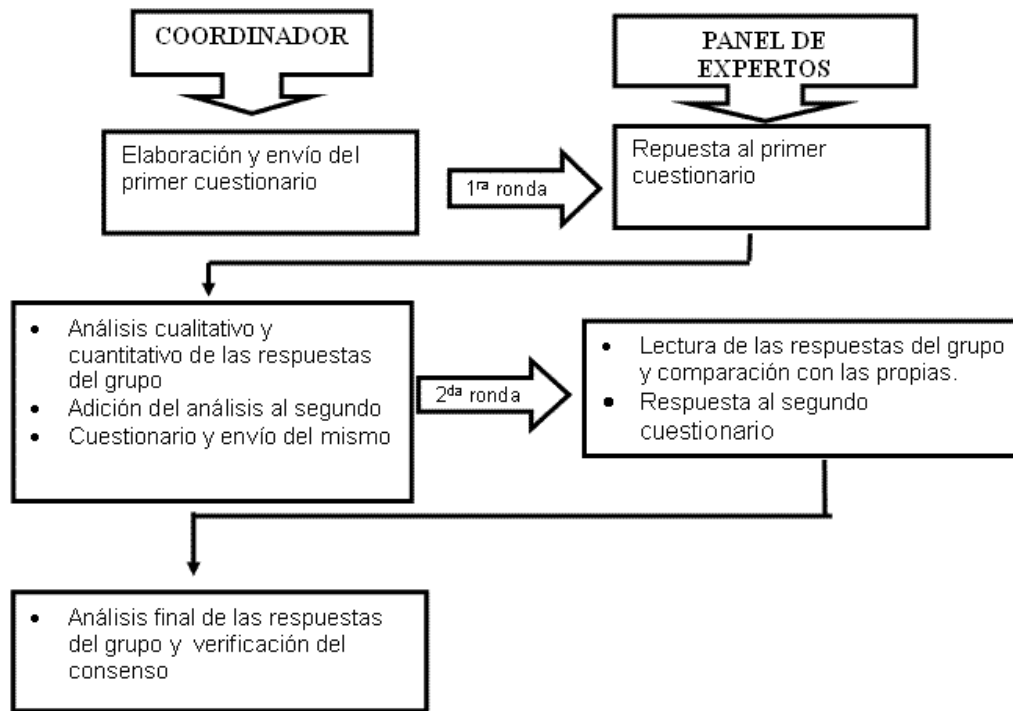 COORDINADOR
PANEL DE
EXPERTOS
Elaboración y envío del
primer cuestionario
1ra ronda
Repuesta al primer
cuestionario
• Análisis cualitativo y
cuantitativo de las respuestas
del grupo
• Adición del análisis al segundo
• Cuestionario y envío del mismo
2da ronda
• Lectura de las respuestas del grupo
y comparación con las propias.
• Respuesta al segundo
cuestionario
• Análisis final de las respuestas
del grupo y verificación del
consenso